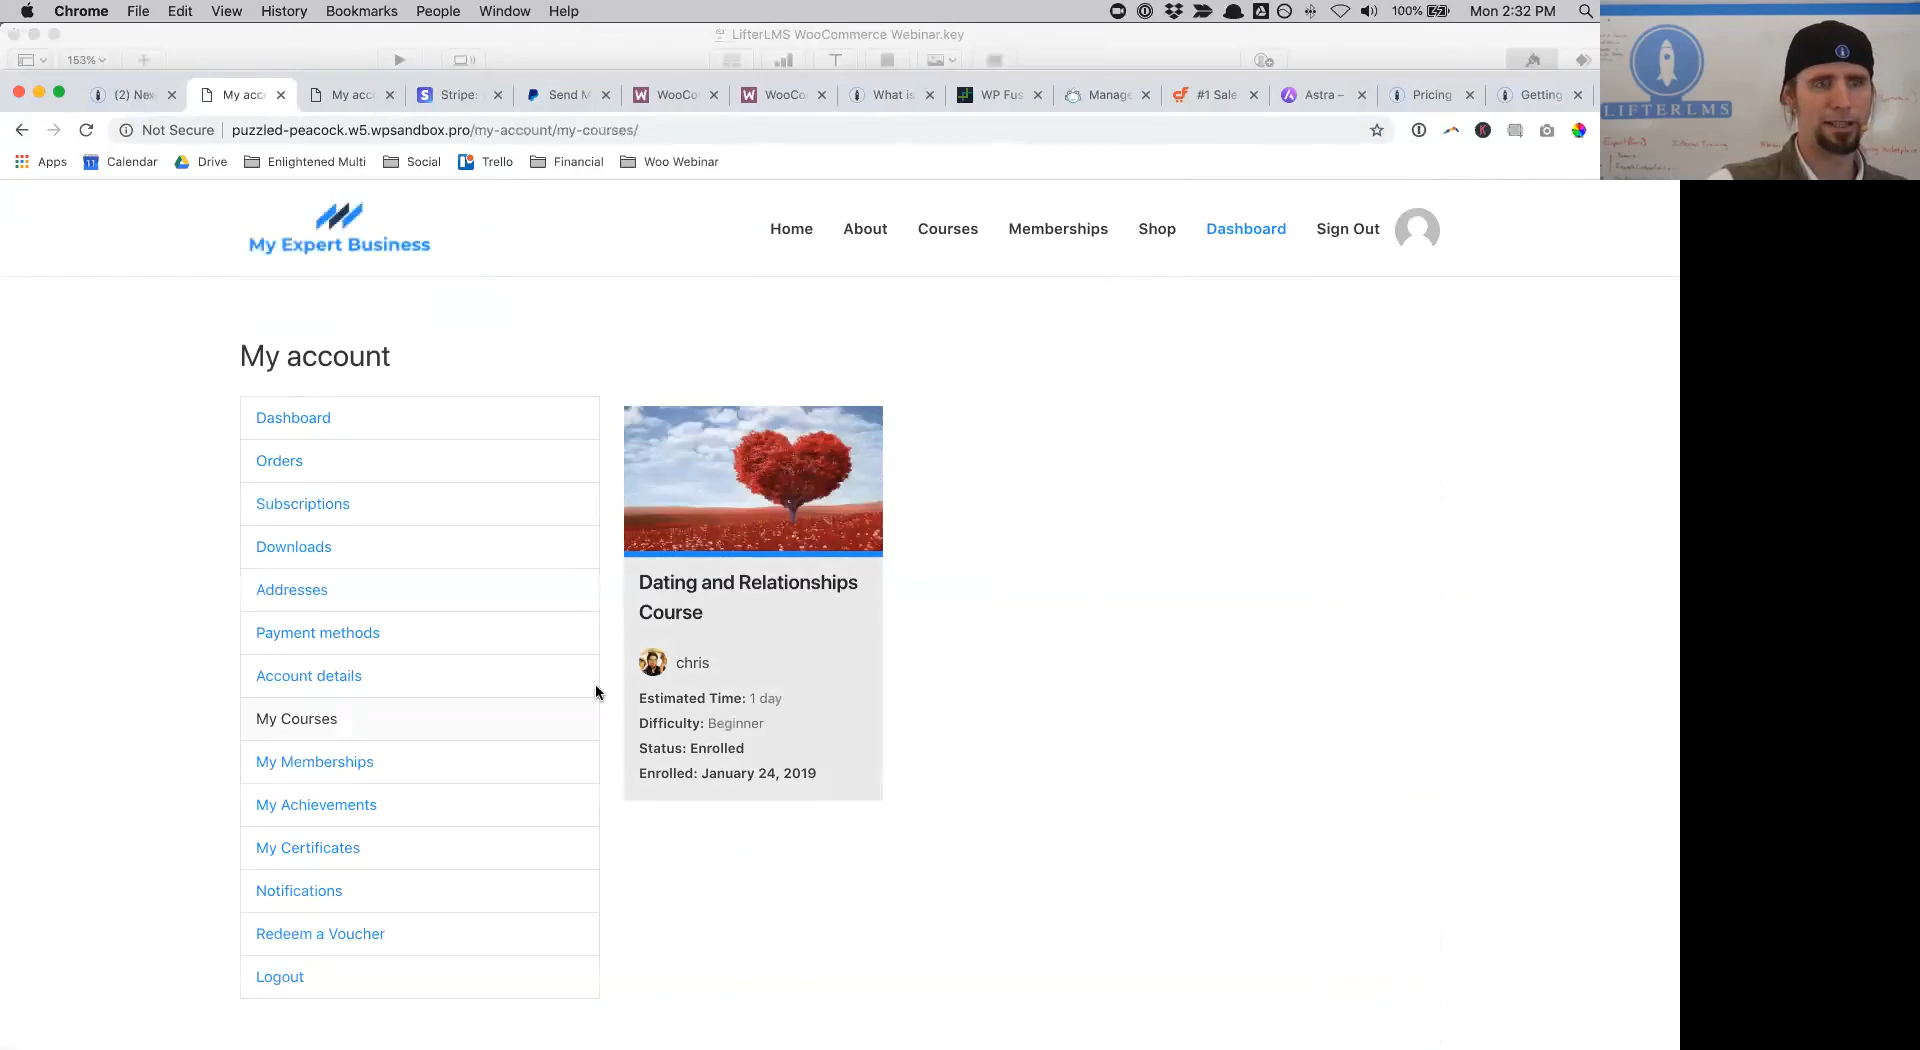 Chrome File Edit View History Bookmarks People Window Help
100% Mon 2:32 PM
LifterLMS WooCommerce Webinar.key
153%
(2) Nev
My acc
My acc
Stripe:
Send M
WooCo
WooCo
What is
WP Fus
Manage
#1 Sale
Astra –
Pricing
Getting
Not Secure puzzled-peacock.w5.wpsandbox.pro/my-account/my-courses/
Apps Calendar Drive Enlightened Multi Social Trello Financial Woo Webinar
LIFTERLMS
My Expert Business
Home About Courses Memberships Shop Dashboard Sign Out
My account
Dashboard
Orders
Subscriptions
Downloads
Addresses
Payment methods
Account details
My Courses
My Memberships
My Achievements
My Certificates
Notifications
Redeem a Voucher
Logout
Dating and Relationships
Course
chris
Estimated Time: 1 day
Difficulty: Beginner
Status: Enrolled
Enrolled: January 24, 2019